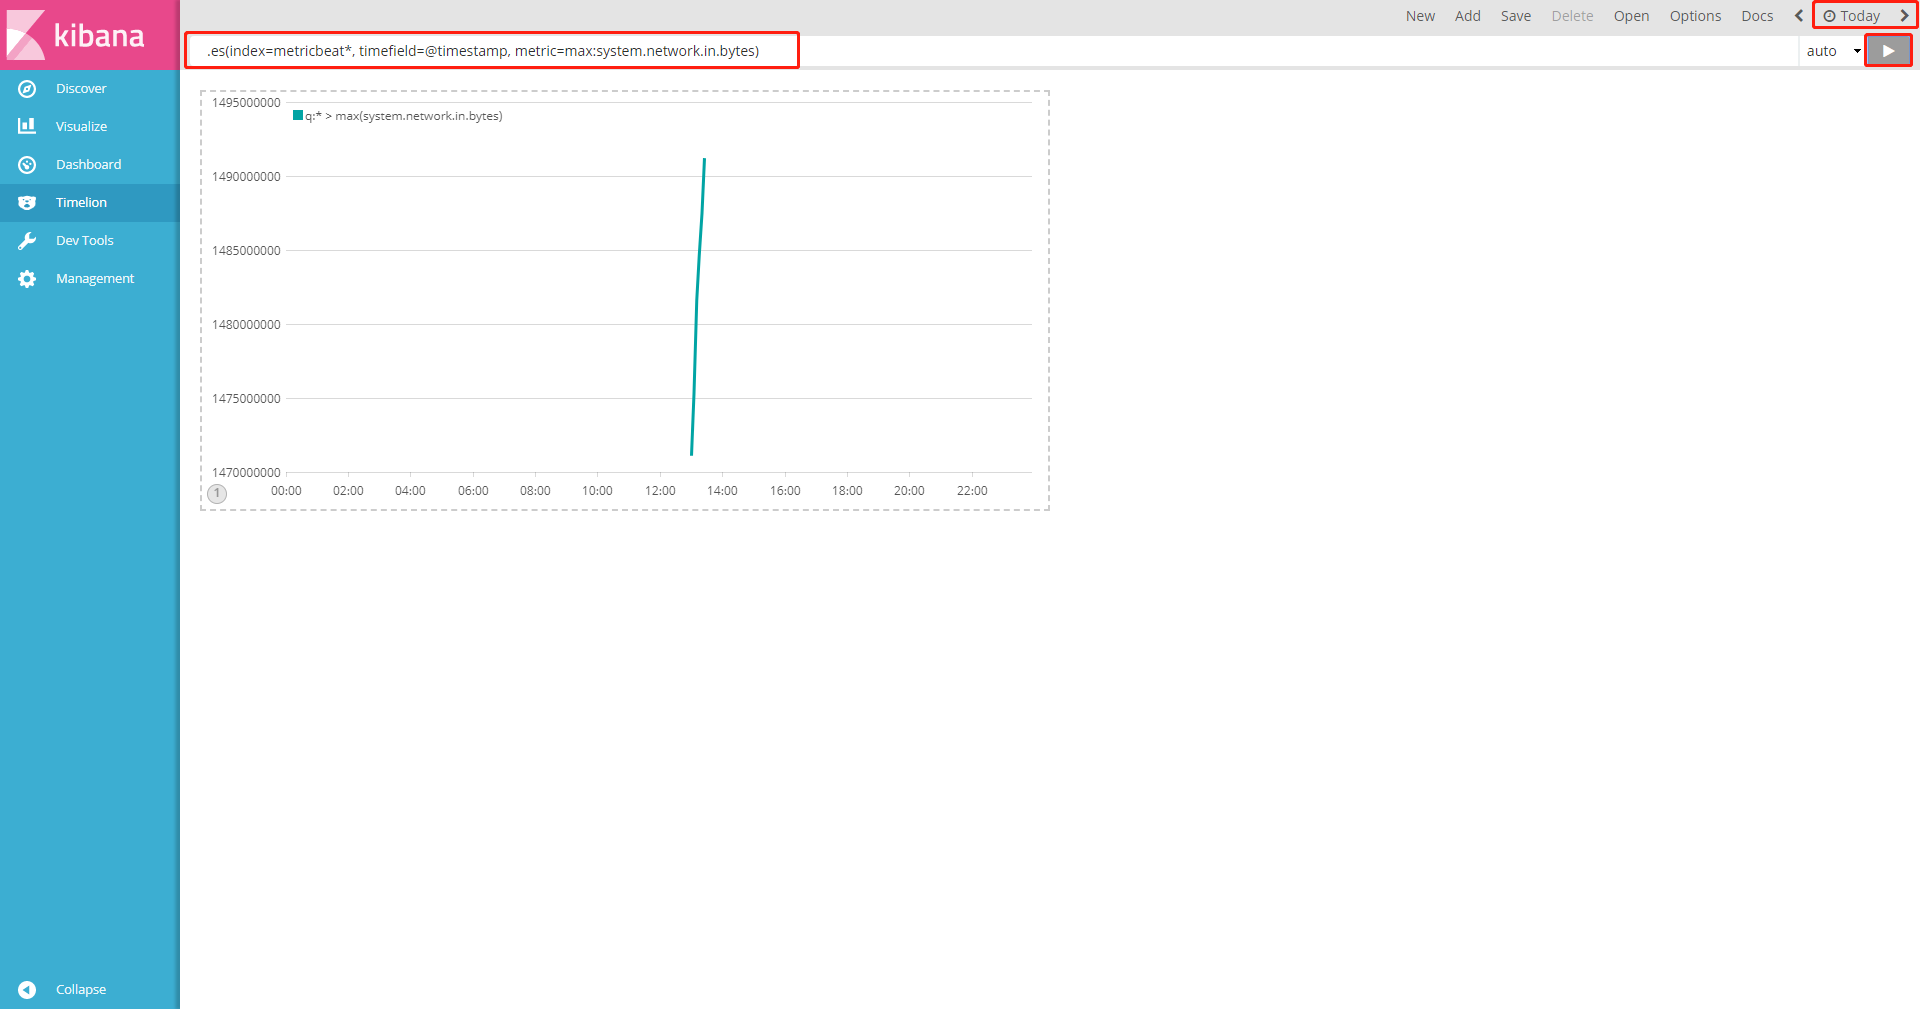 kibana
New Add Save Delete Open Options Docs Today
.es(index=metricbeat*, timefield=@timestamp, metric=max:system.network.in.bytes)
auto
Discover
Visualize
Dashboard
Timelion
Dev Tools
Management
Collapse
q:* > max(system.network.in.bytes)
1495000000
1490000000
1485000000
1480000000
1475000000
1470000000
00:00 02:00 04:00 06:00 08:00 10:00 12:00 14:00 16:00 18:00 20:00 22:00
1